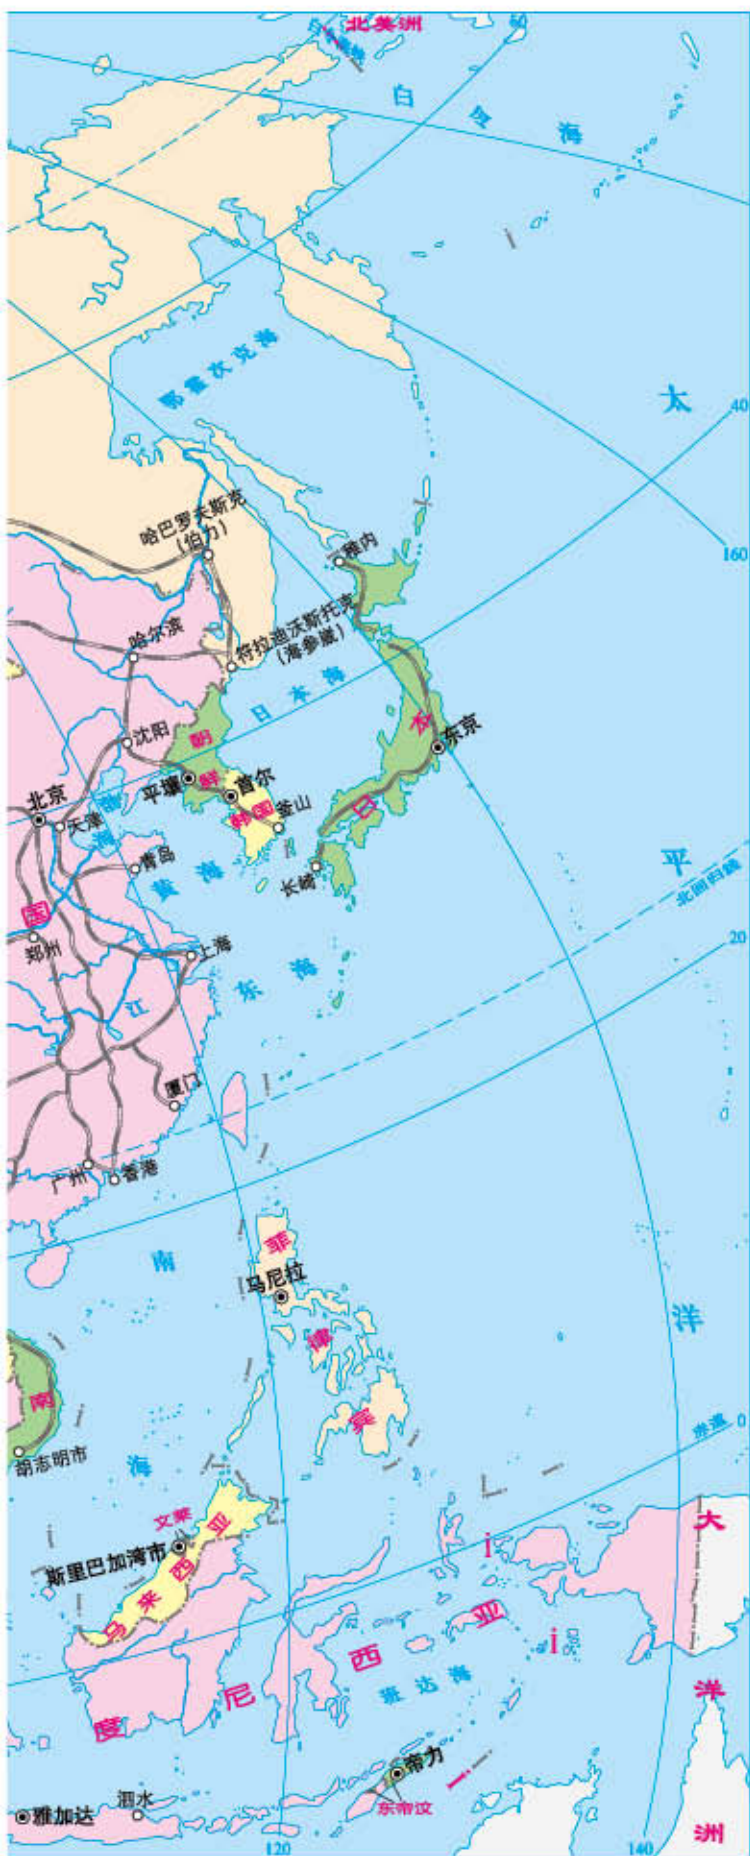 北美洲
白令海峡
60
白令海
鄂霍次克海
太
40
160
哈巴罗夫斯克
(伯力)
稚内
哈尔滨
符拉迪沃斯托克
(海参崴)
日本海
沈阳
朝鲜
日本
东京
平壤
首尔
北京
天津
渤海
韩国
釜山
青岛
黄海
长崎
平
北回归线
国
郑州
上海
20
东海
江
厦门
广州
香港
南
菲律宾
马尼拉
洋
南
胡志明市
海
赤道
0
文莱
斯里巴加湾市
马来西亚
大洋洲
度尼西亚
班达海
帝力
东帝汶
泗水
雅加达
120
140